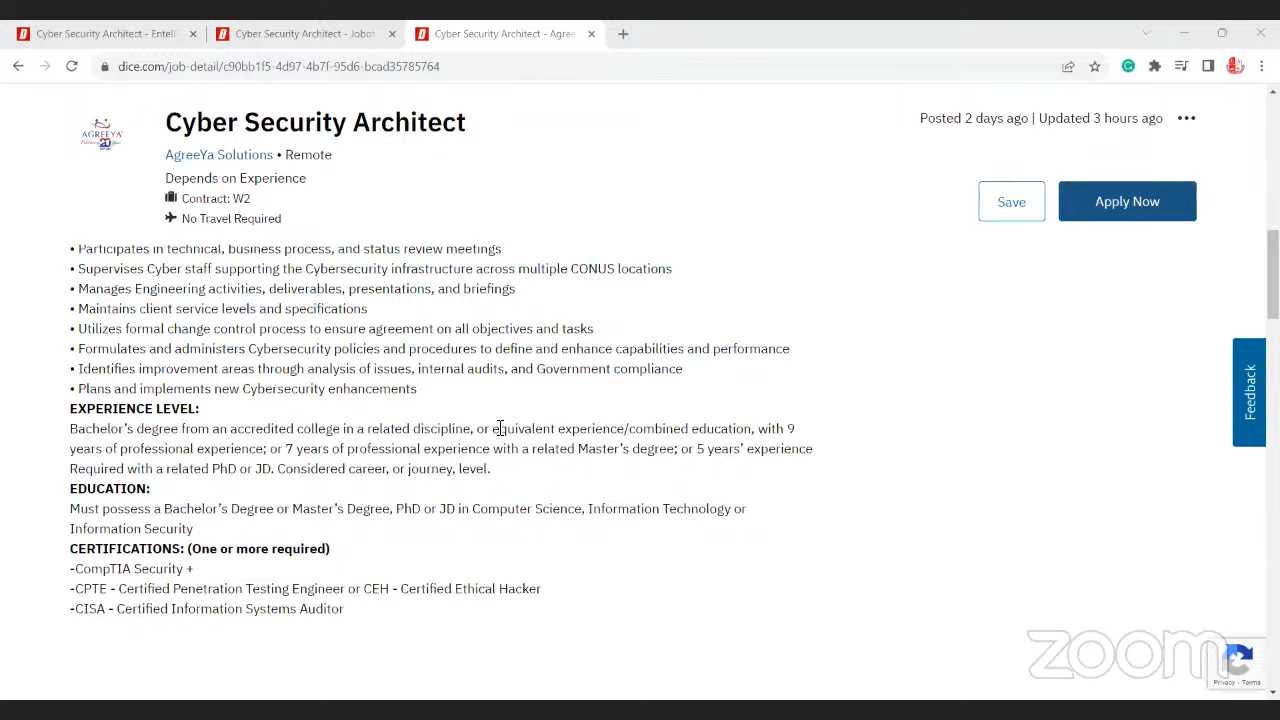 Cyber Security Architect - Entell
Cyber Security Architect - Jobot
Cyber Security Architect - Agree
dice.com/job-detail/c90bb1f5-4d97-4b7f-95d6-bcad35785764
AGREEYA
Cyber Security Architect
Posted 2 days ago | Updated 3 hours ago
AgreeYa Solutions • Remote
Depends on Experience
Contract: W2
No Travel Required
Save
Apply Now
• Participates in technical, business process, and status review meetings
• Supervises Cyber staff supporting the Cybersecurity infrastructure across multiple CONUS locations
• Manages Engineering activities, deliverables, presentations, and briefings
• Maintains client service levels and specifications
• Utilizes formal change control process to ensure agreement on all objectives and tasks
• Formulates and administers Cybersecurity policies and procedures to define and enhance capabilities and performance
• Identifies improvement areas through analysis of issues, internal audits, and Government compliance
• Plans and implements new Cybersecurity enhancements
EXPERIENCE LEVEL:
Bachelor’s degree from an accredited college in a related discipline, or equivalent experience/combined education, with 9
years of professional experience; or 7 years of professional experience with a related Master’s degree; or 5 years’ experience
Required with a related PhD or JD. Considered career, or journey, level.
EDUCATION:
Must possess a Bachelor’s Degree or Master’s Degree, PhD or JD in Computer Science, Information Technology or
Information Security
CERTIFICATIONS: (One or more required)
-CompTIA Security +
-CPTE - Certified Penetration Testing Engineer or CEH - Certified Ethical Hacker
-CISA - Certified Information Systems Auditor
Feedback
zoom
Privacy - Terms